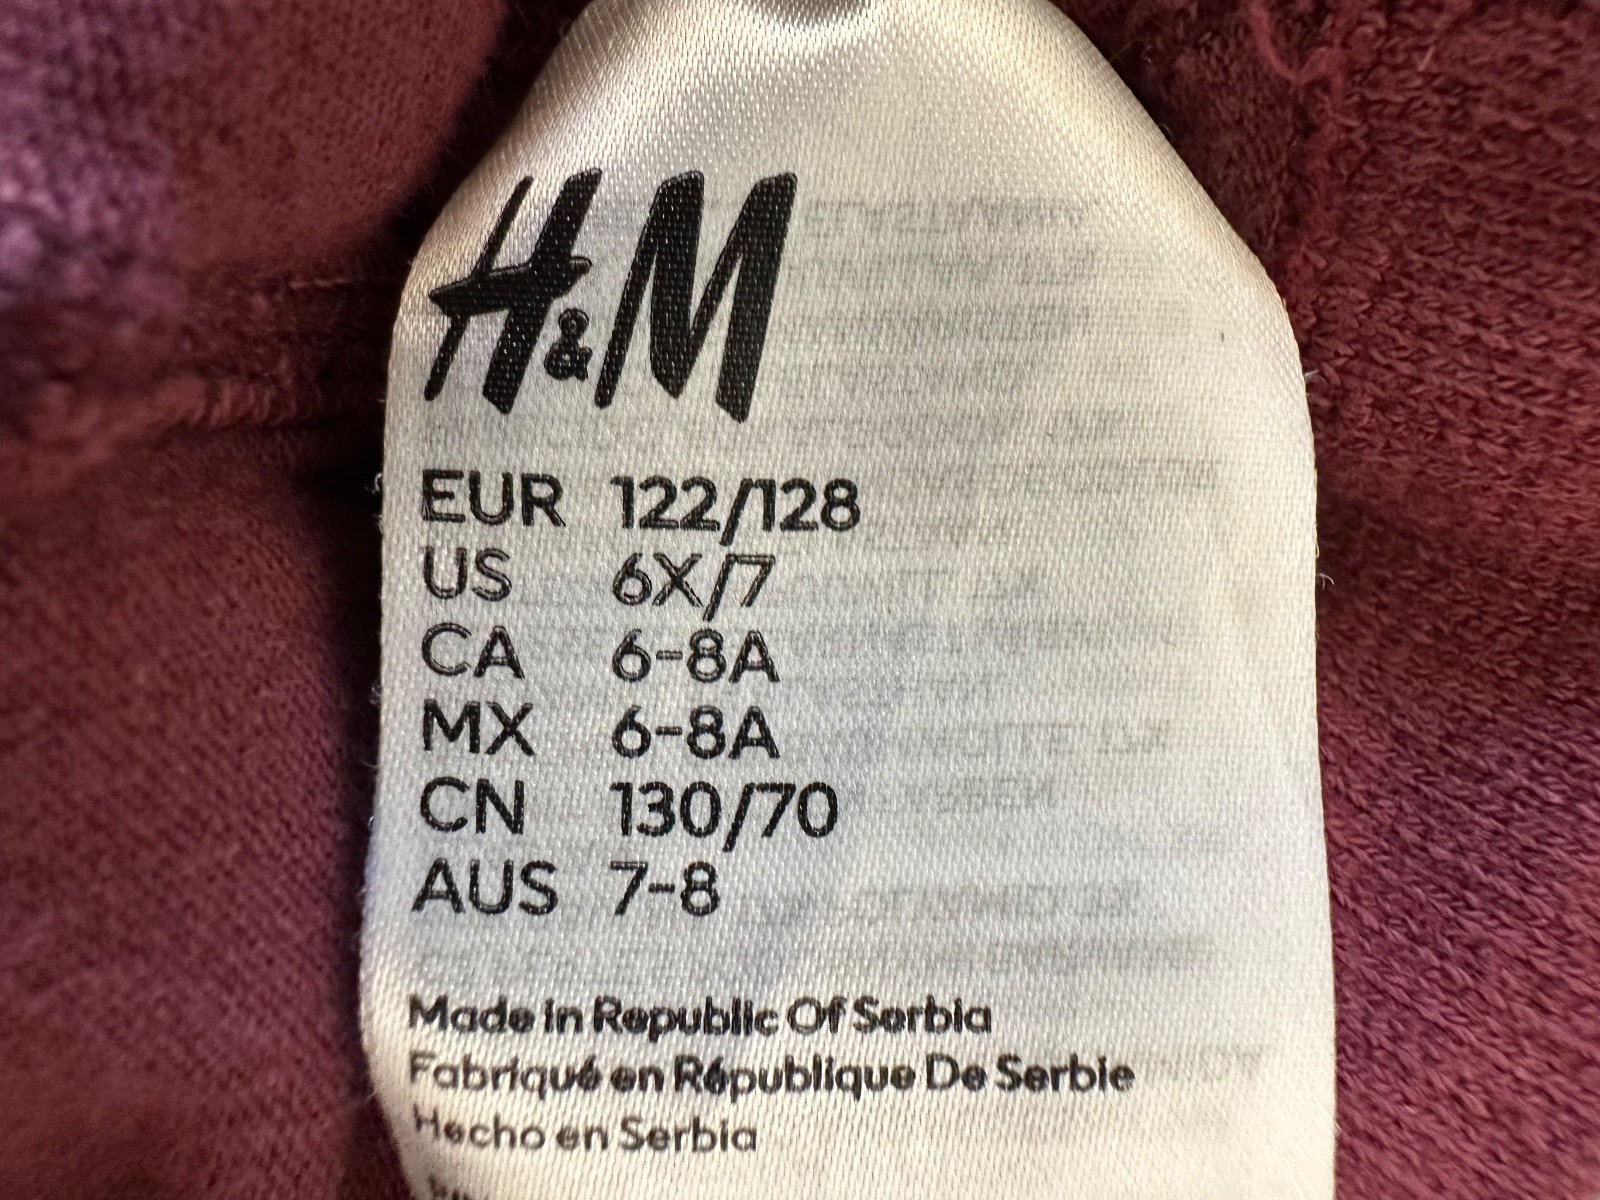 H&M
EUR 122/128
US 6X/7
CA 6-8A
MX 6-8A
CN 130/70
AUS 7-8
Made in Republic Of Serbia
Fabriqué en République De Serbie
Hecho en Serbia